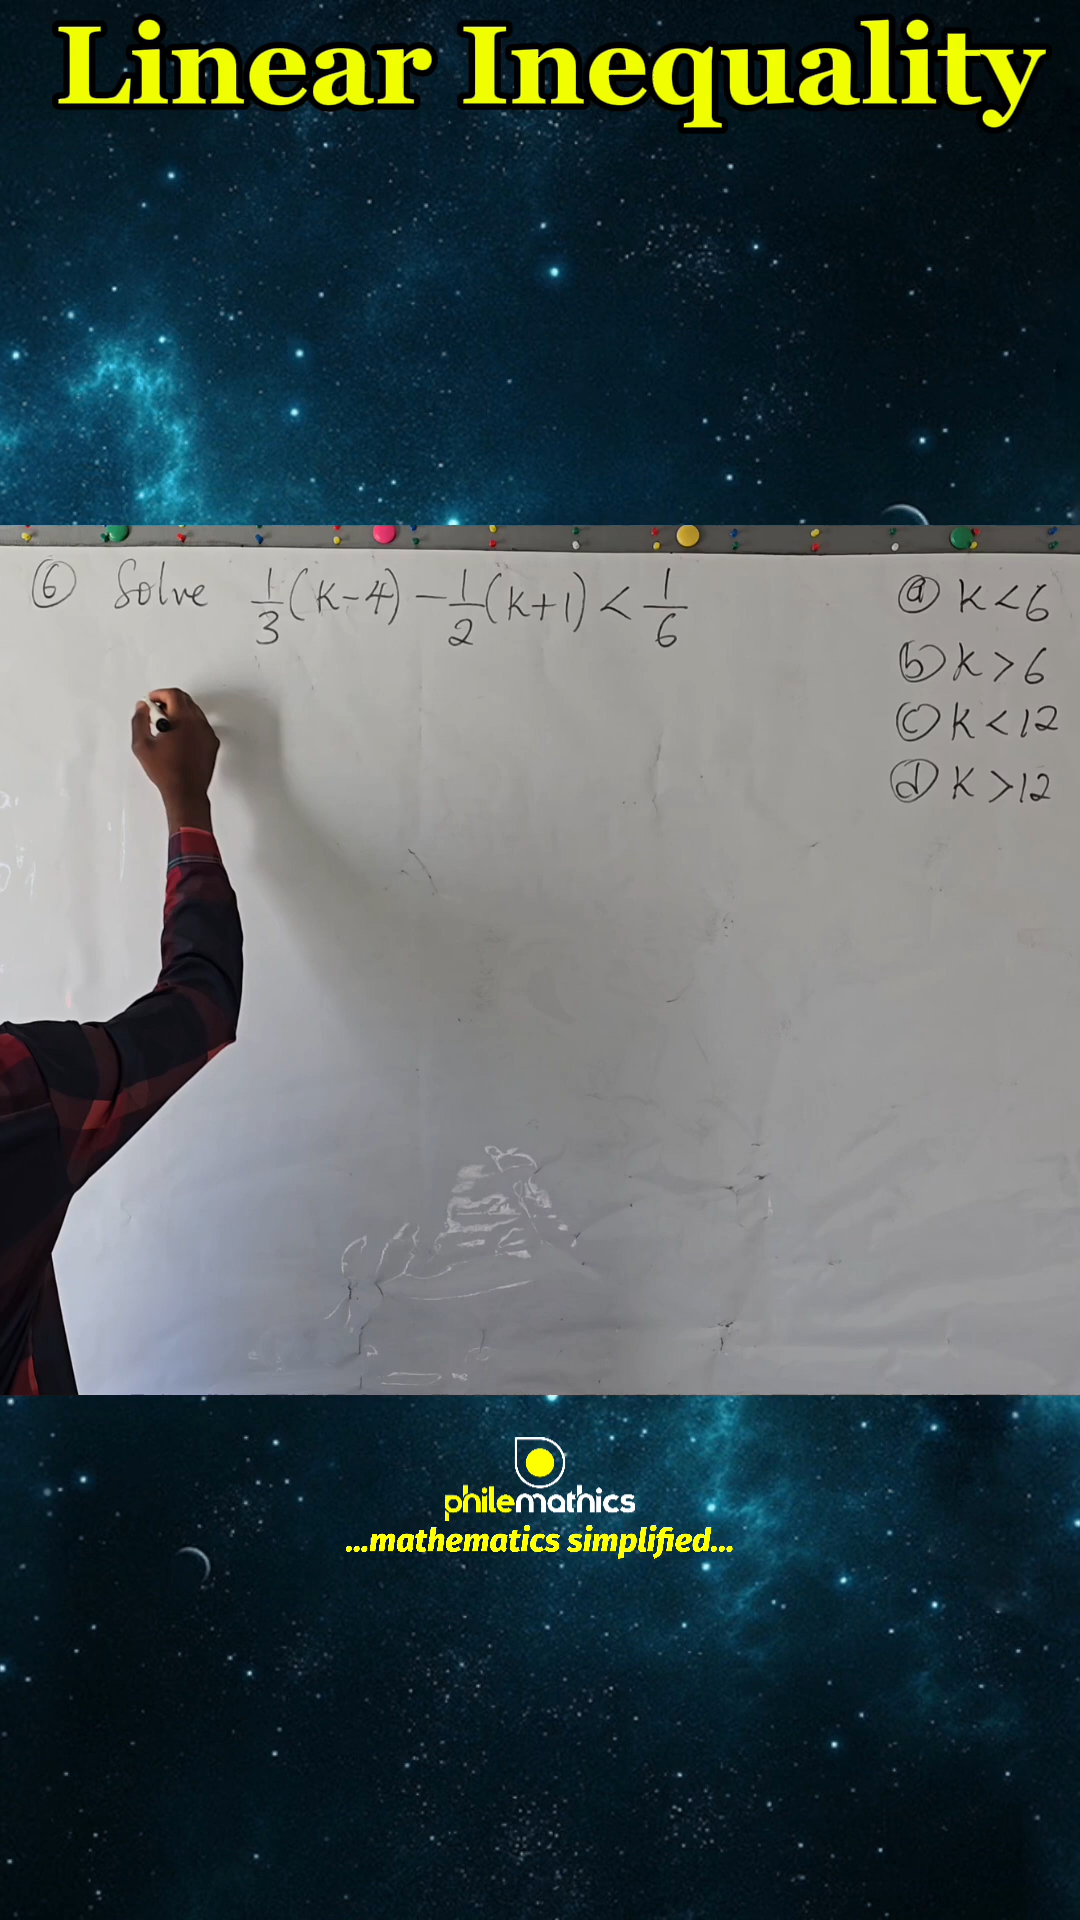 Linear Inequality
⑥ Solve 1/3(k-4) - 1/2(k+1) < 1/6
ⓐ k < 6
ⓑ k > 6
ⓒ k < 12
ⓓ k > 12
philemathics
...mathematics simplified...